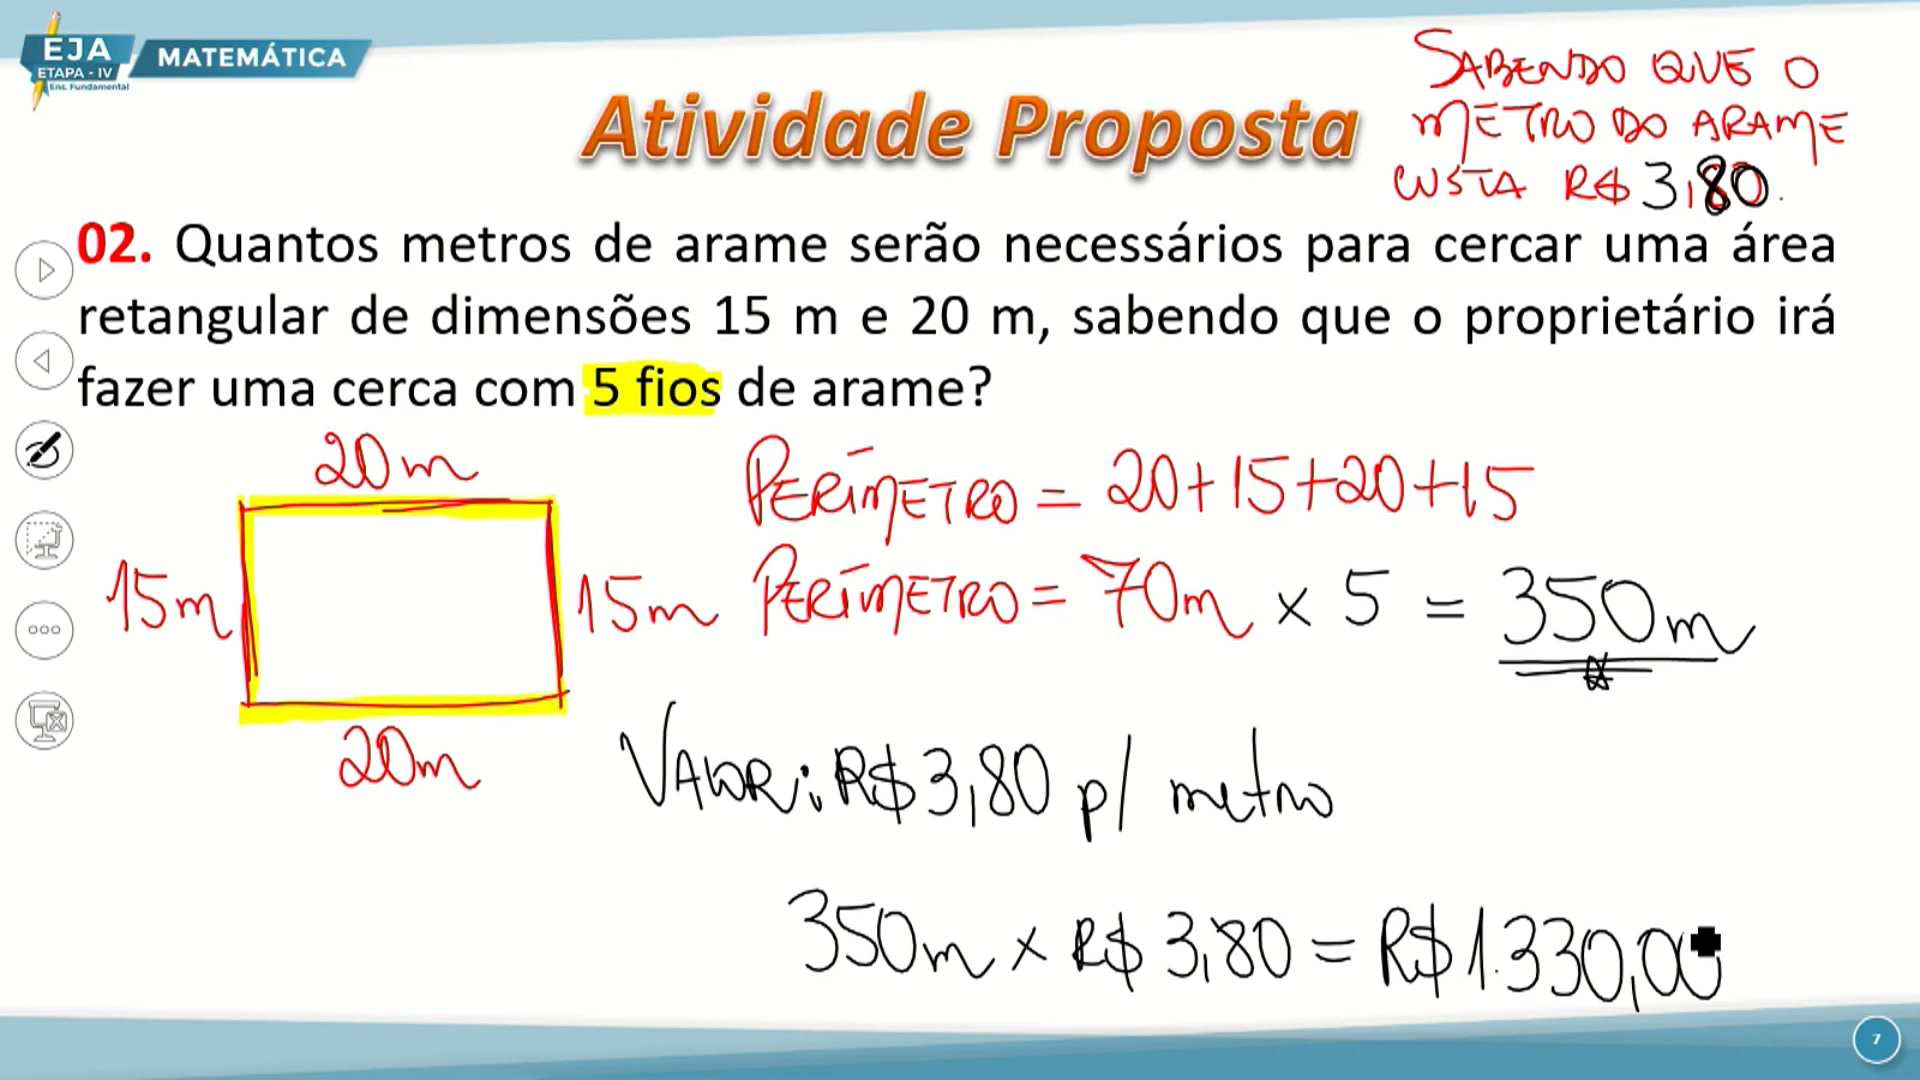 EJA
ETAPA - IV
Ens. Fundamental
MATEMÁTICA
Atividade Proposta
SABENDO QUE O
METRO DO ARAME
CUSTA R$ 3,80.
02. Quantos metros de arame serão necessários para cercar uma área
retangular de dimensões 15 m e 20 m, sabendo que o proprietário irá
fazer uma cerca com 5 fios de arame?
20m
15m
15m
20m
PERÍMETRO = 20+15+20+15
PERÍMETRO = 70m × 5 = 350m
VALOR: R$ 3,80 p/ metro
350m × R$ 3,80 = R$ 1.330,00
7